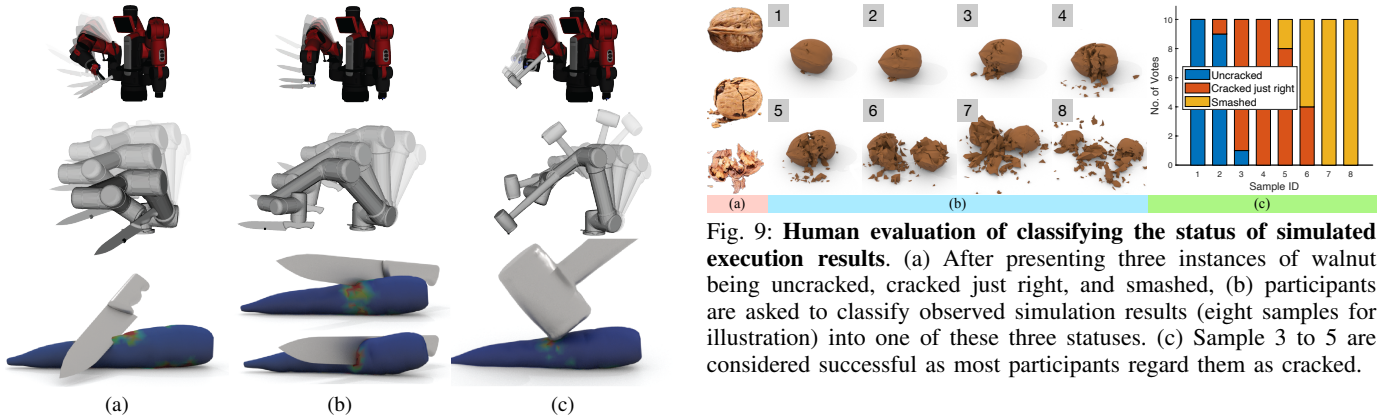 (a)
(b)
(c)
1
2
3
4
5
6
7
8
(a)
(b)
No. of Votes
10
8
6
4
2
0
Uncracked
Cracked just right
Smashed
1 2 3 4 5 6 7 8
Sample ID
(c)
Fig. 9: Human evaluation of classifying the status of simulated
execution results. (a) After presenting three instances of walnut
being uncracked, cracked just right, and smashed, (b) participants
are asked to classify observed simulation results (eight samples for
illustration) into one of these three statuses. (c) Sample 3 to 5 are
considered successful as most participants regard them as cracked.